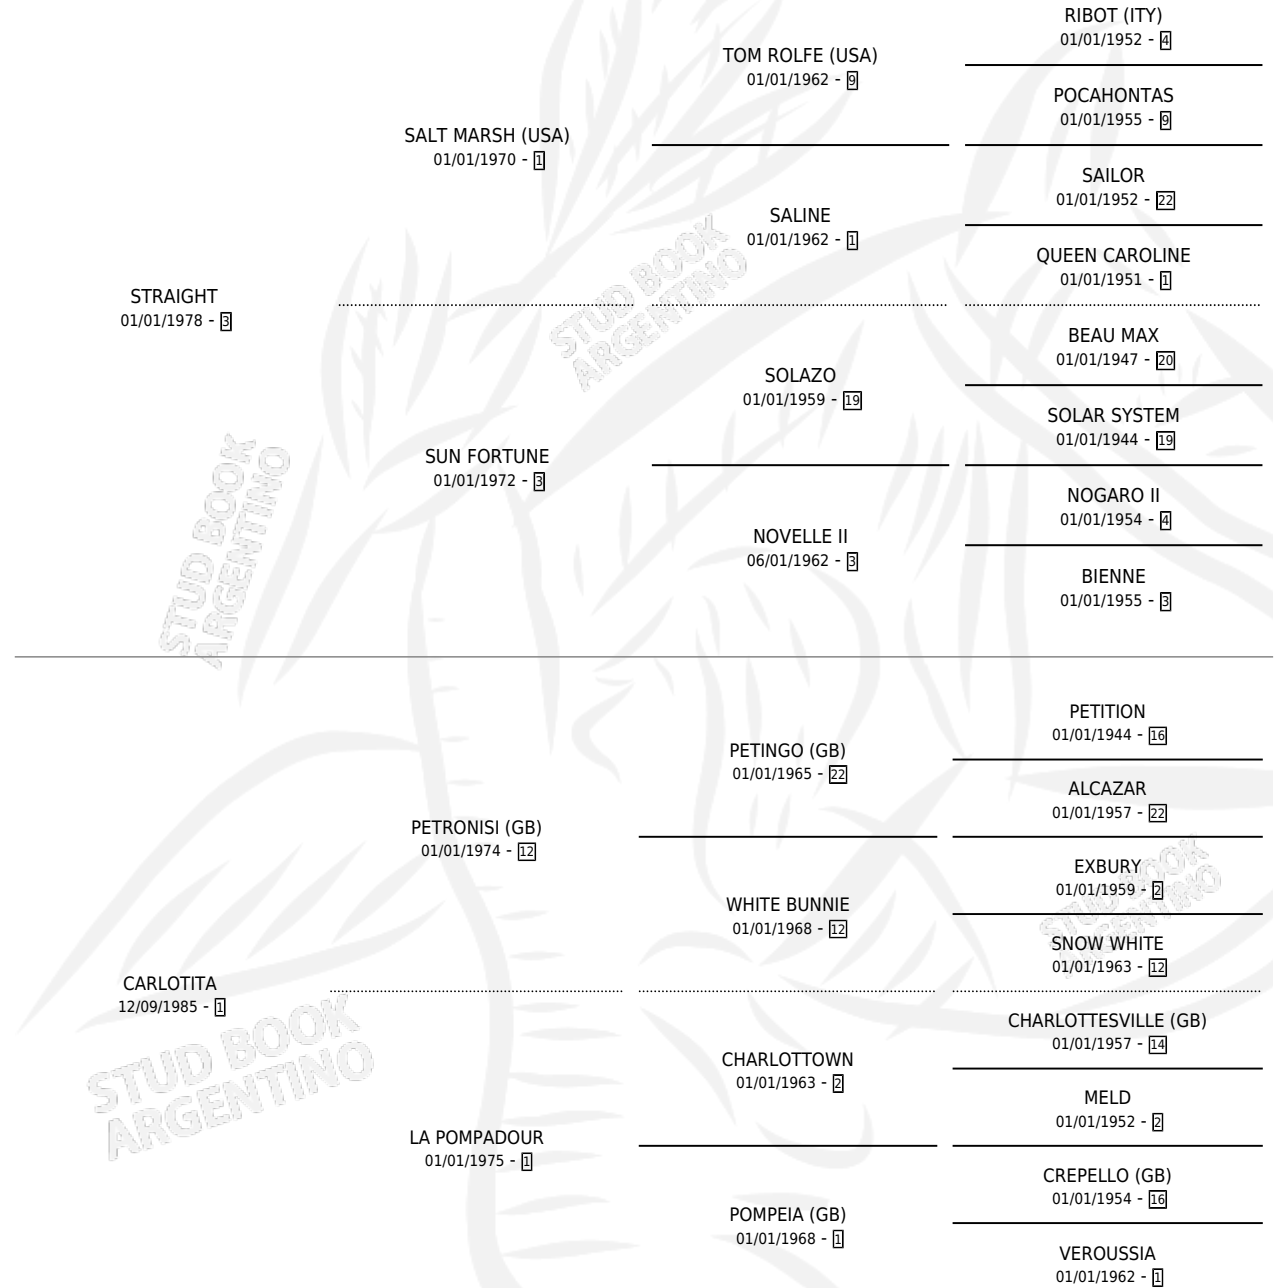 RIBOT (ITY)
01/01/1952 - 4
TOM ROLFE (USA)
01/01/1962 - 9
POCAHONTAS
01/01/1955 - 9
SALT MARSH (USA)
01/01/1970 - 1
SAILOR
01/01/1952 - 22
SALINE
01/01/1962 - 1
QUEEN CAROLINE
01/01/1951 - 1
STRAIGHT
01/01/1978 - 3
BEAU MAX
01/01/1947 - 20
SOLAZO
01/01/1959 - 19
SOLAR SYSTEM
01/01/1944 - 19
SUN FORTUNE
01/01/1972 - 3
NOGARO II
01/01/1954 - 4
NOVELLE II
06/01/1962 - 3
BIENNE
01/01/1955 - 3
PETITION
01/01/1944 - 16
PETINGO (GB)
01/01/1965 - 22
ALCAZAR
01/01/1957 - 22
PETRONISI (GB)
01/01/1974 - 12
EXBURY
01/01/1959 - 2
WHITE BUNNIE
01/01/1968 - 12
SNOW WHITE
01/01/1963 - 12
CARLOTITA
12/09/1985 - 1
CHARLOTTESVILLE (GB)
01/01/1957 - 14
CHARLOTTOWN
01/01/1963 - 2
MELD
01/01/1952 - 2
LA POMPADOUR
01/01/1975 - 1
CREPELLO (GB)
01/01/1954 - 16
POMPEIA (GB)
01/01/1968 - 1
VEROUSSIA
01/01/1962 - 1
STUD BOOK
ARGENTINO
STUD BOOK
ARGENTINO
STUD BOOK
ARGENTINO
STUD BOOK
ARGENTINO